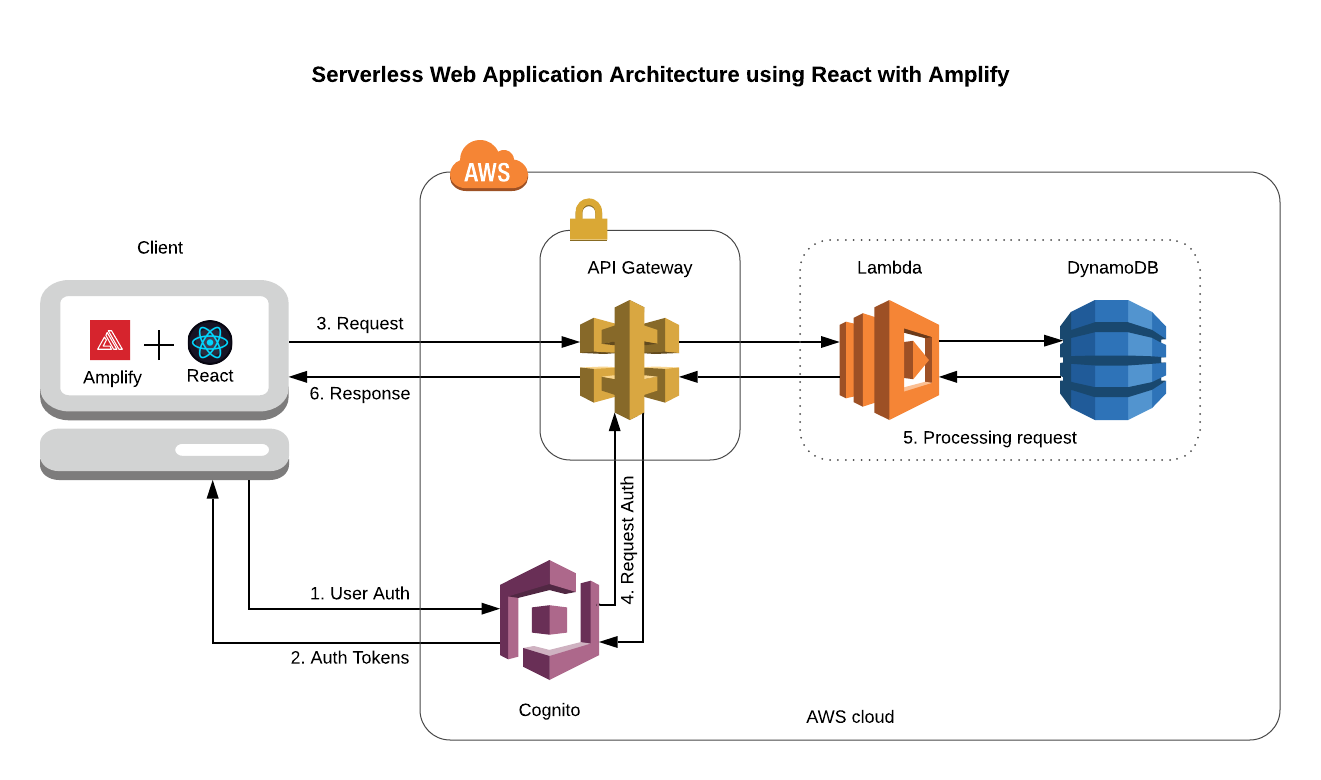 Serverless Web Application Architecture using React with Amplify
AWS
Client
API Gateway
Lambda
DynamoDB
3. Request
Amplify
React
6. Response
5. Processing request
4. Request Auth
1. User Auth
2. Auth Tokens
Cognito
AWS cloud